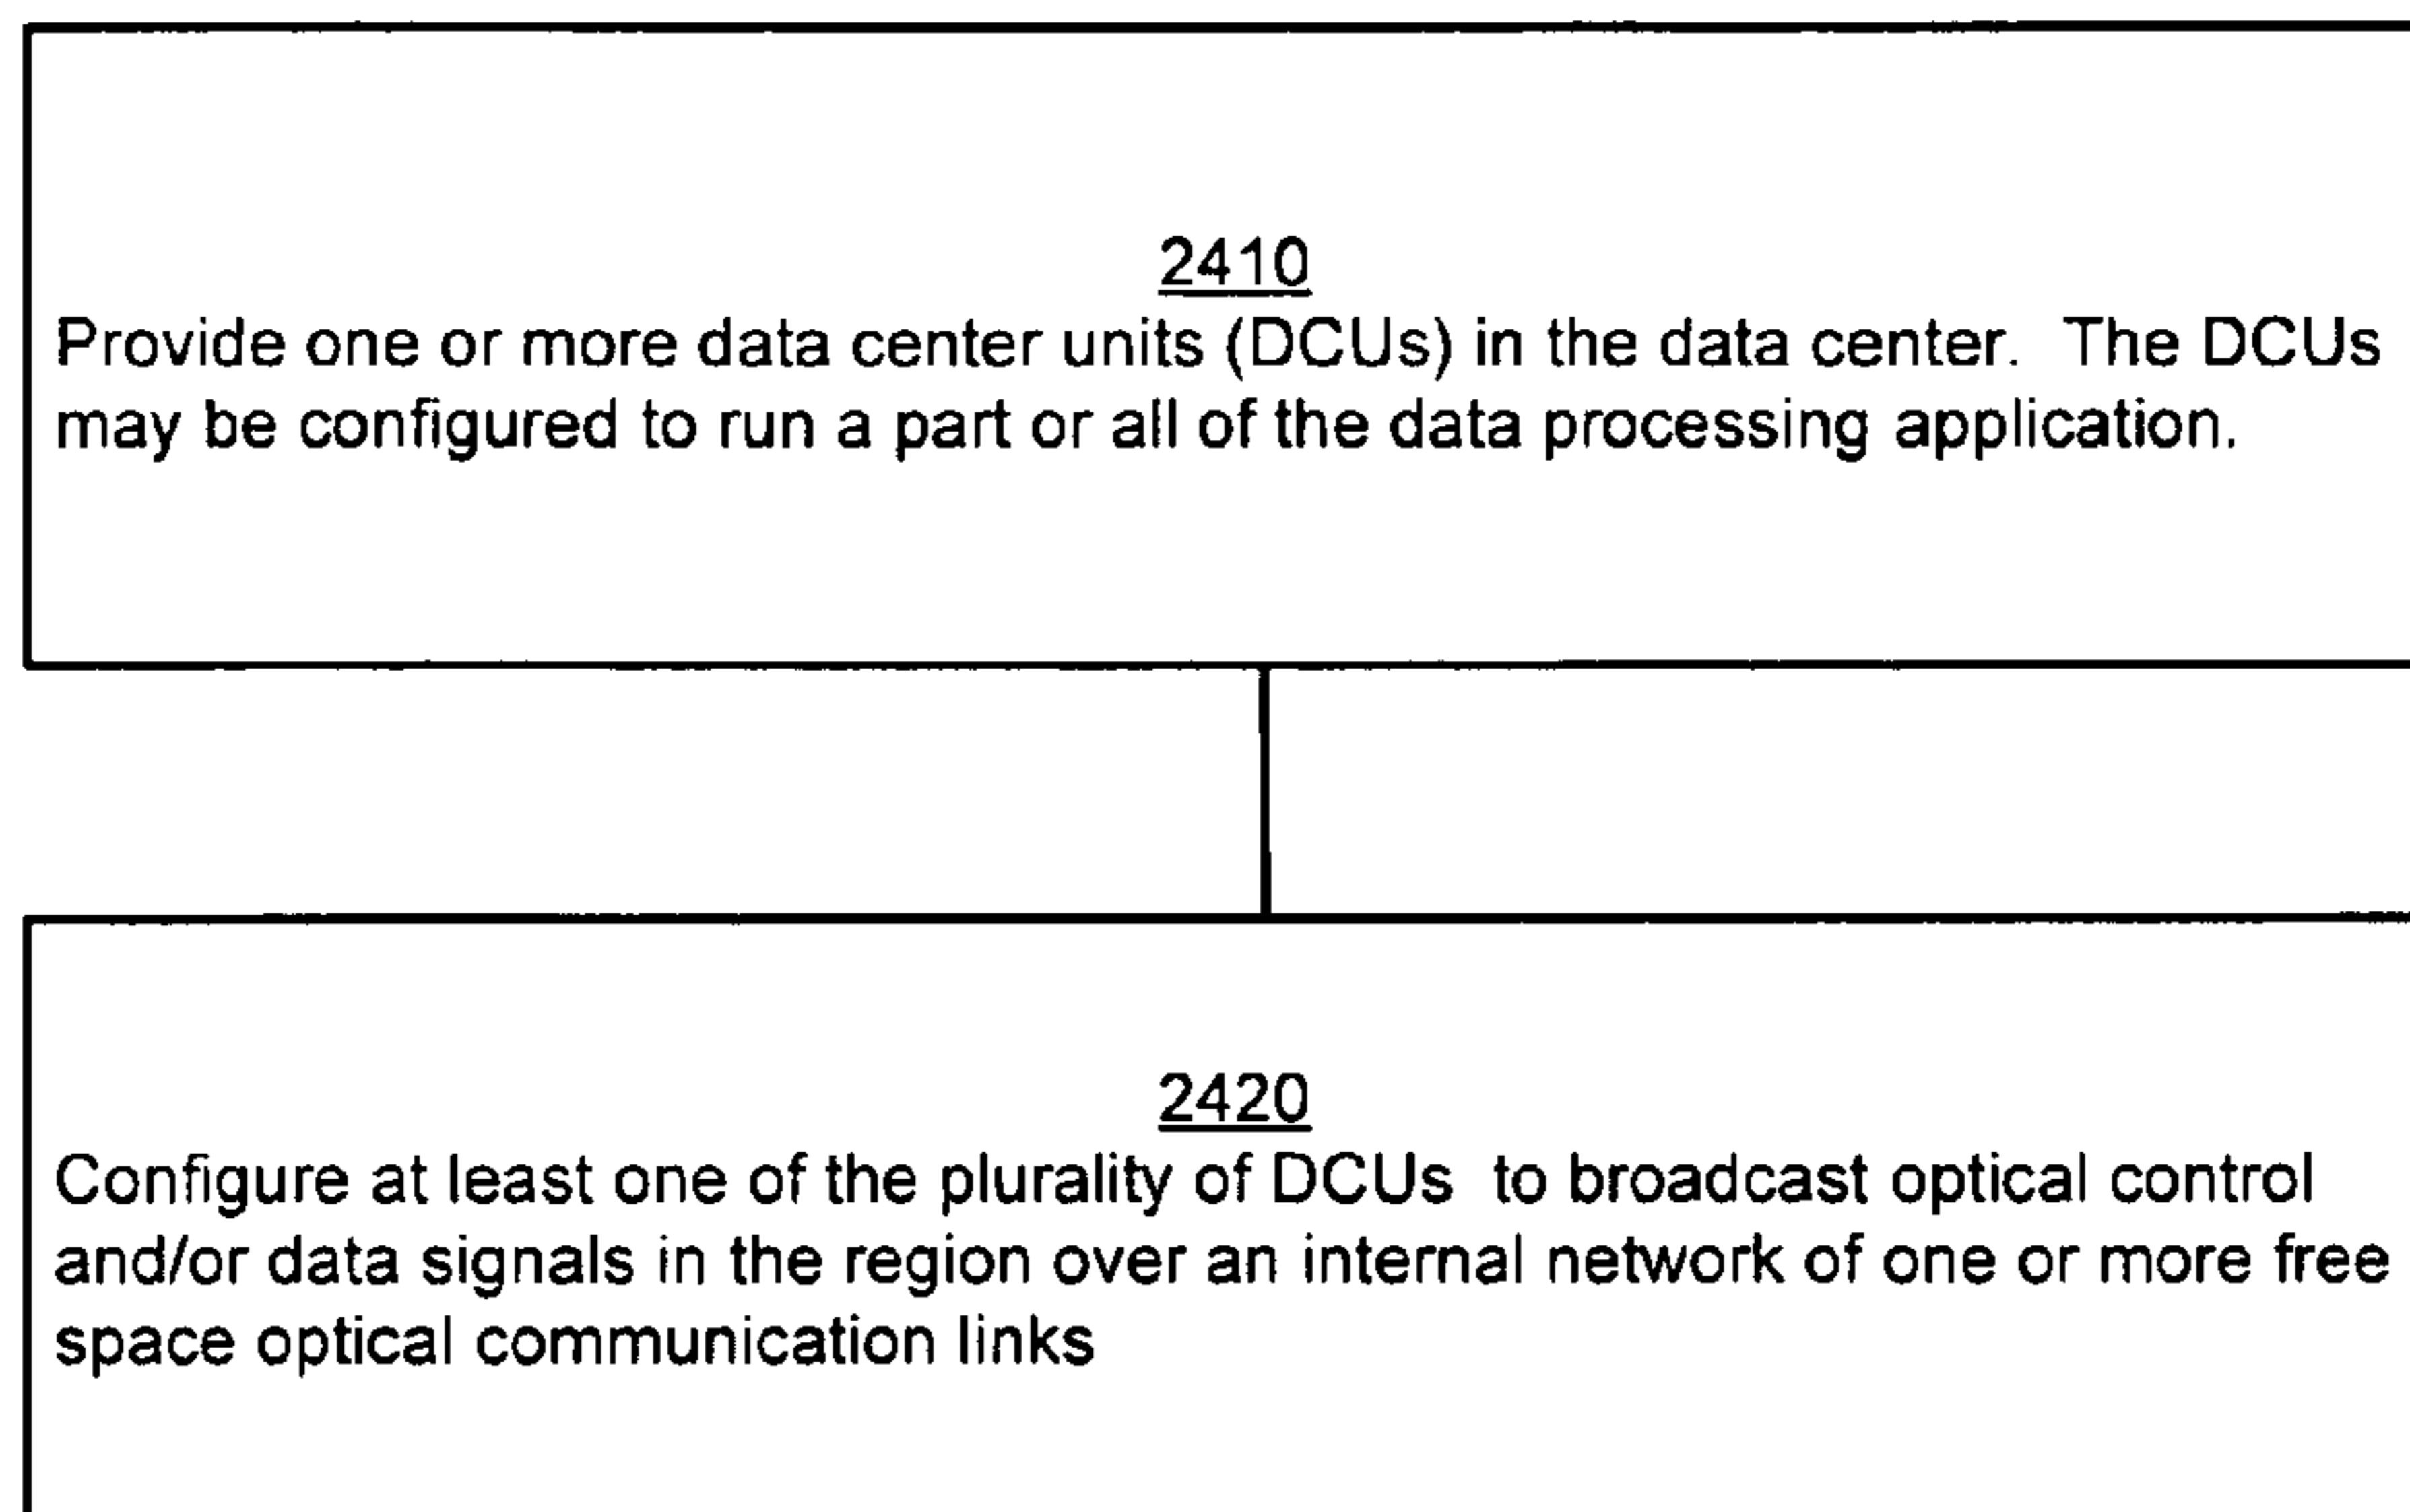 2410
Provide one or more data center units (DCUs) in the data center. The DCUs
may be configured to run a part or all of the data processing application.
2420
Configure at least one of the plurality of DCUs to broadcast optical control
and/or data signals in the region over an internal network of one or more free
space optical communication links